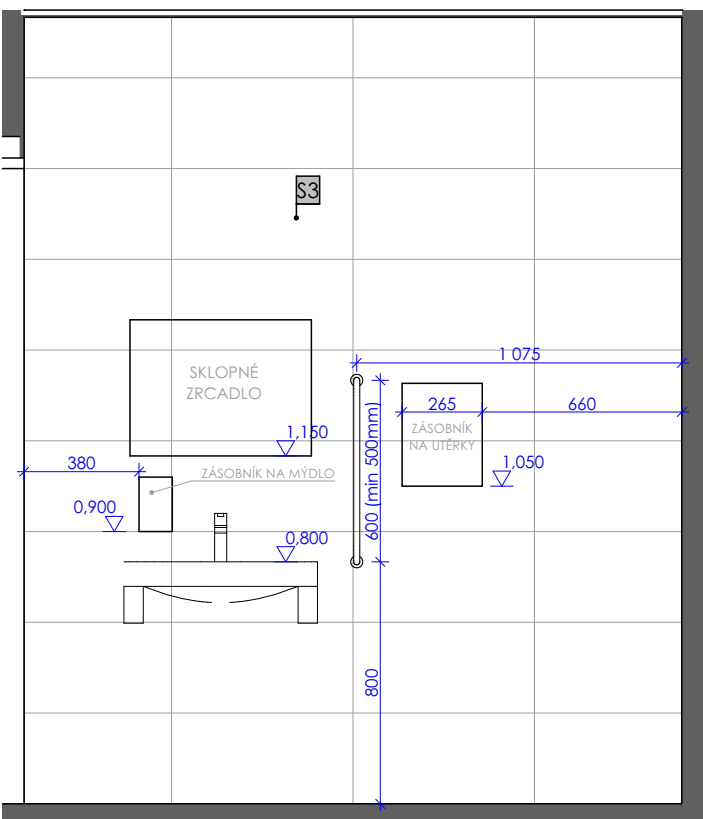 S3
SKLOPNÉ
ZRCADLO
1 075
265
660
ZÁSOBNÍK
NA UTĚRKY
1,150
600 (min 500mm)
1,050
380
ZÁSOBNÍK NA MÝDLO
0,900
0,800
800